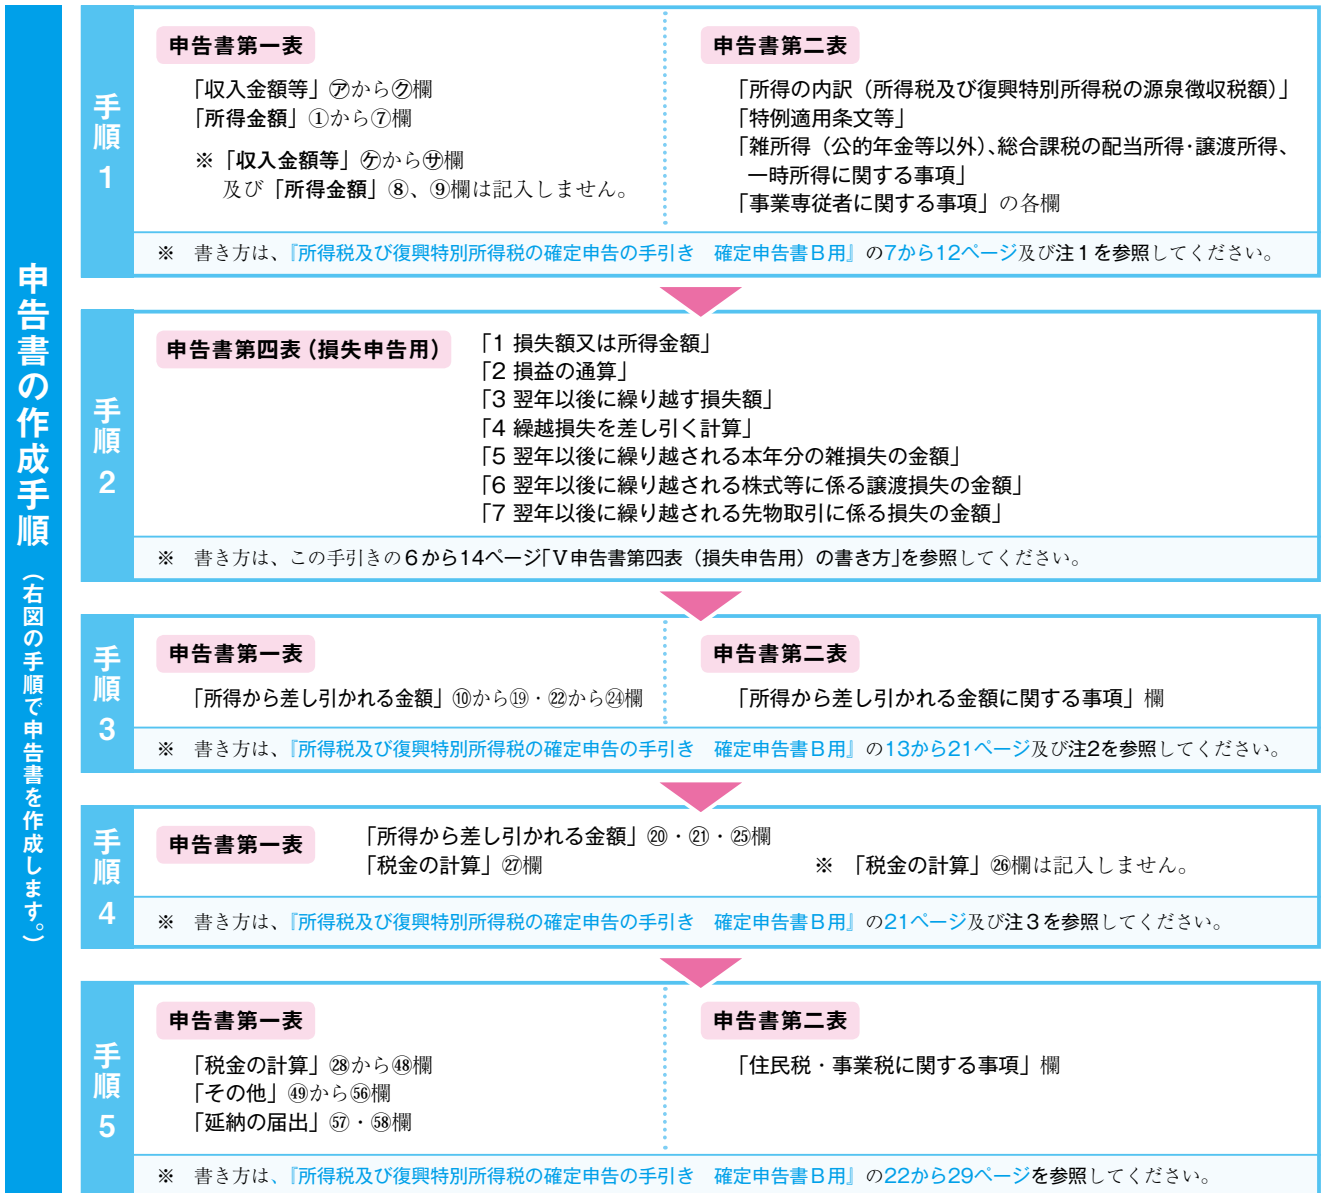 申告書の作成手順（右図の手順で申告書を作成します。）
手順1
申告書第一表
「収入金額等」㋐から㋗欄
「所得金額」①から⑦欄
※「収入金額等」㋘から㋚欄
及び「所得金額」⑧、⑨欄は記入しません。
申告書第二表
「所得の内訳（所得税及び復興特別所得税の源泉徴収税額）」
「特例適用条文等」
「雑所得（公的年金等以外）、総合課税の配当所得・譲渡所得、
一時所得に関する事項」
「事業専従者に関する事項」の各欄
※　書き方は、『所得税及び復興特別所得税の確定申告の手引き　確定申告書Ｂ用』の7から12ページ及び注１を参照してください。
手順2
申告書第四表（損失申告用）
「1 損失額又は所得金額」
「2 損益の通算」
「3 翌年以後に繰り越す損失額」
「4 繰越損失を差し引く計算」
「5 翌年以後に繰り越される本年分の雑損失の金額」
「6 翌年以後に繰り越される株式等に係る譲渡損失の金額」
「7 翌年以後に繰り越される先物取引に係る損失の金額」
※　書き方は、この手引きの６から14ページ「Ⅴ申告書第四表（損失申告用）の書き方」を参照してください。
手順3
申告書第一表
「所得から差し引かれる金額」⑩から⑲・㉒から㉔欄
申告書第二表
「所得から差し引かれる金額に関する事項」欄
※　書き方は、『所得税及び復興特別所得税の確定申告の手引き　確定申告書Ｂ用』の13から21ページ及び注2を参照してください。
手順4
申告書第一表
「所得から差し引かれる金額」⑳・㉑・㉕欄
「税金の計算」㉗欄
※　「税金の計算」㉖欄は記入しません。
※　書き方は、『所得税及び復興特別所得税の確定申告の手引き　確定申告書Ｂ用』の21ページ及び注３を参照してください。
手順5
申告書第一表
「税金の計算」㉘から㊽欄
「その他」㊾から56欄
「延納の届出」57・58欄
申告書第二表
「住民税・事業税に関する事項」欄
※　書き方は、『所得税及び復興特別所得税の確定申告の手引き　確定申告書Ｂ用』の22から29ページを参照してください。